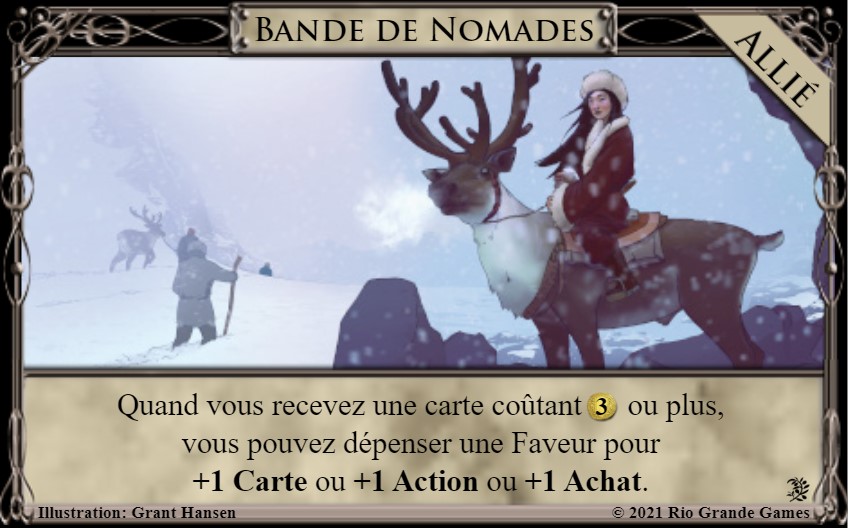 Bande de Nomades
Allié
Quand vous recevez une carte coûtant 3 ou plus,
vous pouvez dépenser une Faveur pour
+1 Carte ou +1 Action ou +1 Achat.
Illustration: Grant Hansen
© 2021 Rio Grande Games